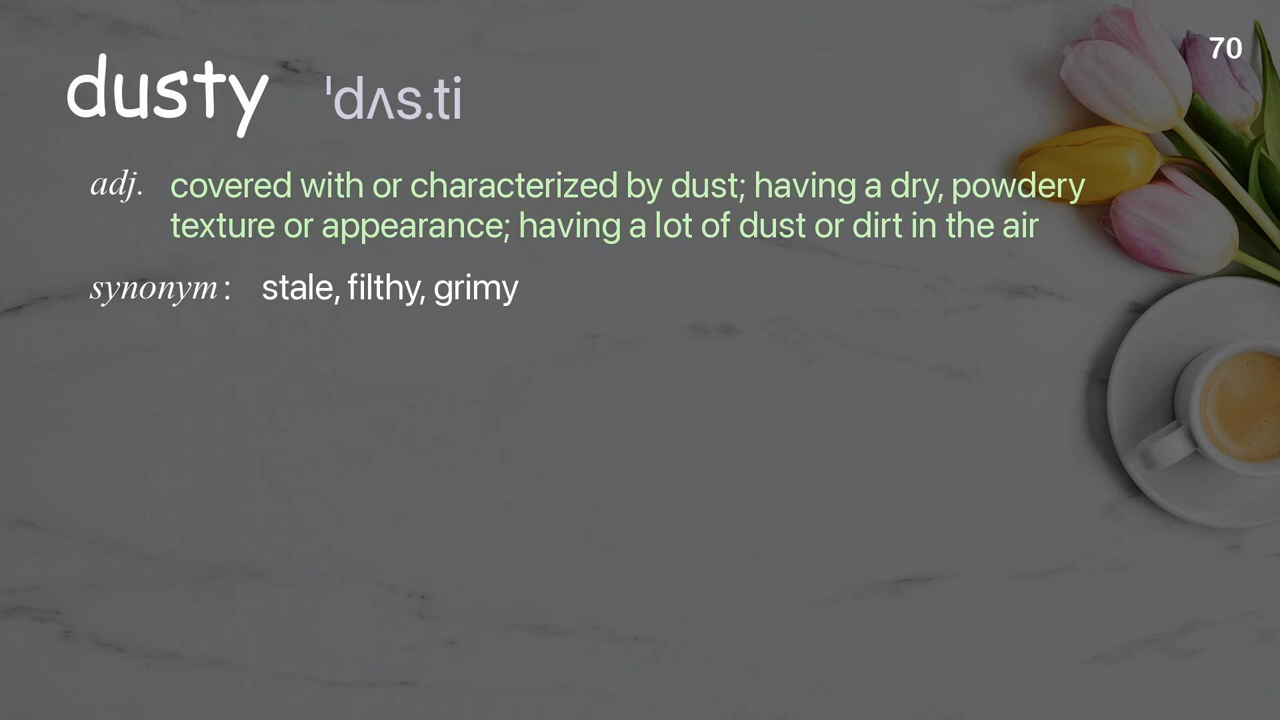 70
dusty ˈdʌs.ti
adj. covered with or characterized by dust; having a dry, powdery
texture or appearance; having a lot of dust or dirt in the air
synonym : stale, filthy, grimy